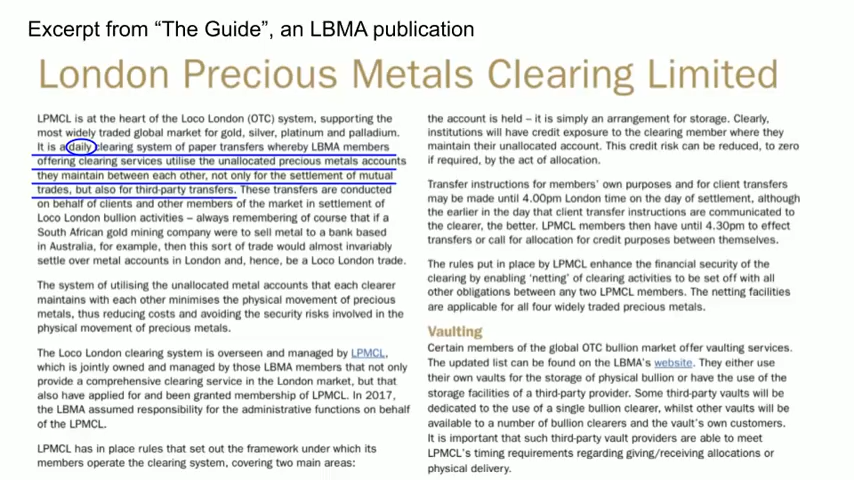 Excerpt from “The Guide”, an LBMA publication
London Precious Metals Clearing Limited
LPMCL is at the heart of the Loco London (OTC) system, supporting the
most widely traded global market for gold, silver, platinum and palladium.
It is a daily clearing system of paper transfers whereby LBMA members
offering clearing services utilise the unallocated precious metals accounts
they maintain between each other, not only for the settlement of mutual
trades, but also for third-party transfers. These transfers are conducted
on behalf of clients and other members of the market in settlement of
Loco London bullion activities – always remembering of course that if a
South African gold mining company were to sell metal to a bank based
in Australia, for example, then this sort of trade would almost invariably
settle over metal accounts in London and, hence, be a Loco London trade.
The system of utilising the unallocated metal accounts that each clearer
maintains with each other minimises the physical movement of precious
metals, thus reducing costs and avoiding the security risks involved in the
physical movement of precious metals.
The Loco London clearing system is overseen and managed by LPMCL,
which is jointly owned and managed by those LBMA members that not only
provide a comprehensive clearing service in the London market, but that
also have applied for and been granted membership of LPMCL. In 2017,
the LBMA assumed responsibility for the administrative functions on behalf
of the LPMCL.
LPMCL has in place rules that set out the framework under which its
members operate the clearing system, covering two main areas:
the account is held – it is simply an arrangement for storage. Clearly,
institutions will have credit exposure to the clearing member where they
maintain their unallocated account. This credit risk can be reduced, to zero
if required, by the act of allocation.
Transfer instructions for members’ own purposes and for client transfers
may be made until 4.00pm London time on the day of settlement, although
the earlier in the day that client transfer instructions are communicated to
the clearer, the better. LPMCL members then have until 4.30pm to effect
transfers or call for allocation for credit purposes between themselves.
The rules put in place by LPMCL enhance the financial security of the
clearing by enabling ‘netting’ of clearing activities to be set off with all
other obligations between any two LPMCL members. The netting facilities
are applicable for all four widely traded precious metals.
Vaulting
Certain members of the global OTC bullion market offer vaulting services.
The updated list can be found on the LBMA’s website. They either use
their own vaults for the storage of physical bullion or have the use of the
storage facilities of a third-party provider. Some third-party vaults will be
dedicated to the use of a single bullion clearer, whilst other vaults will be
available to a number of bullion clearers and the vault’s own customers.
It is important that such third-party vault providers are able to meet
LPMCL’s timing requirements regarding giving/receiving allocations or
physical delivery.